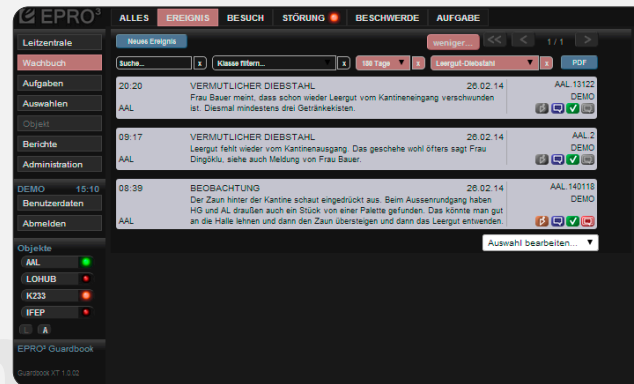 EPRO³
ALLES EREIGNIS BESUCH STÖRUNG BESCHWERDE AUFGABE
Leitzentrale
Wachbuch
Aufgaben
Auswahlen
Objekt
Berichte
Administration
DEMO 15:10
Benutzerdaten
Abmelden
Objekte
AAL
LOHUB
K233
IFEP
L A
EPRO³ Guardbook
Guardbook XT 1.0.02
Neues Ereignis weniger... << < 1 / 1 >
Suche... x Klasse filtern... ▼ x 180 Tage ▼ x Leergut-Diebstahl ▼ x PDF
20:20 VERMUTLICHER DIEBSTAHL 26.02.14 AAL.13122
Frau Bauer meint, dass schon wieder Leergut vom Kantineneingang verschwunden DEMO
AAL ist. Diesmal mindestens drei Getränkekisten.
09:17 VERMUTLICHER DIEBSTAHL 26.02.14 AAL.2
Leergut fehlt wieder vom Kantinenausgang. Das geschehe wohl öfters sagt Frau DEMO
AAL Dingöklu, siehe auch Meldung von Frau Bauer.
08:39 BEOBACHTUNG 26.02.14 AAL.140118
Der Zaun hinter der Kantine schaut eingedrückt aus. Beim Aussenrundgang haben DEMO
HG und AL draußen auch ein Stück von einer Palette gefunden. Das könnte man gut
AAL an die Halle lehnen und dann den Zaun übersteigen und dann das Leergut entwenden.
Auswahl bearbeiten... ▼